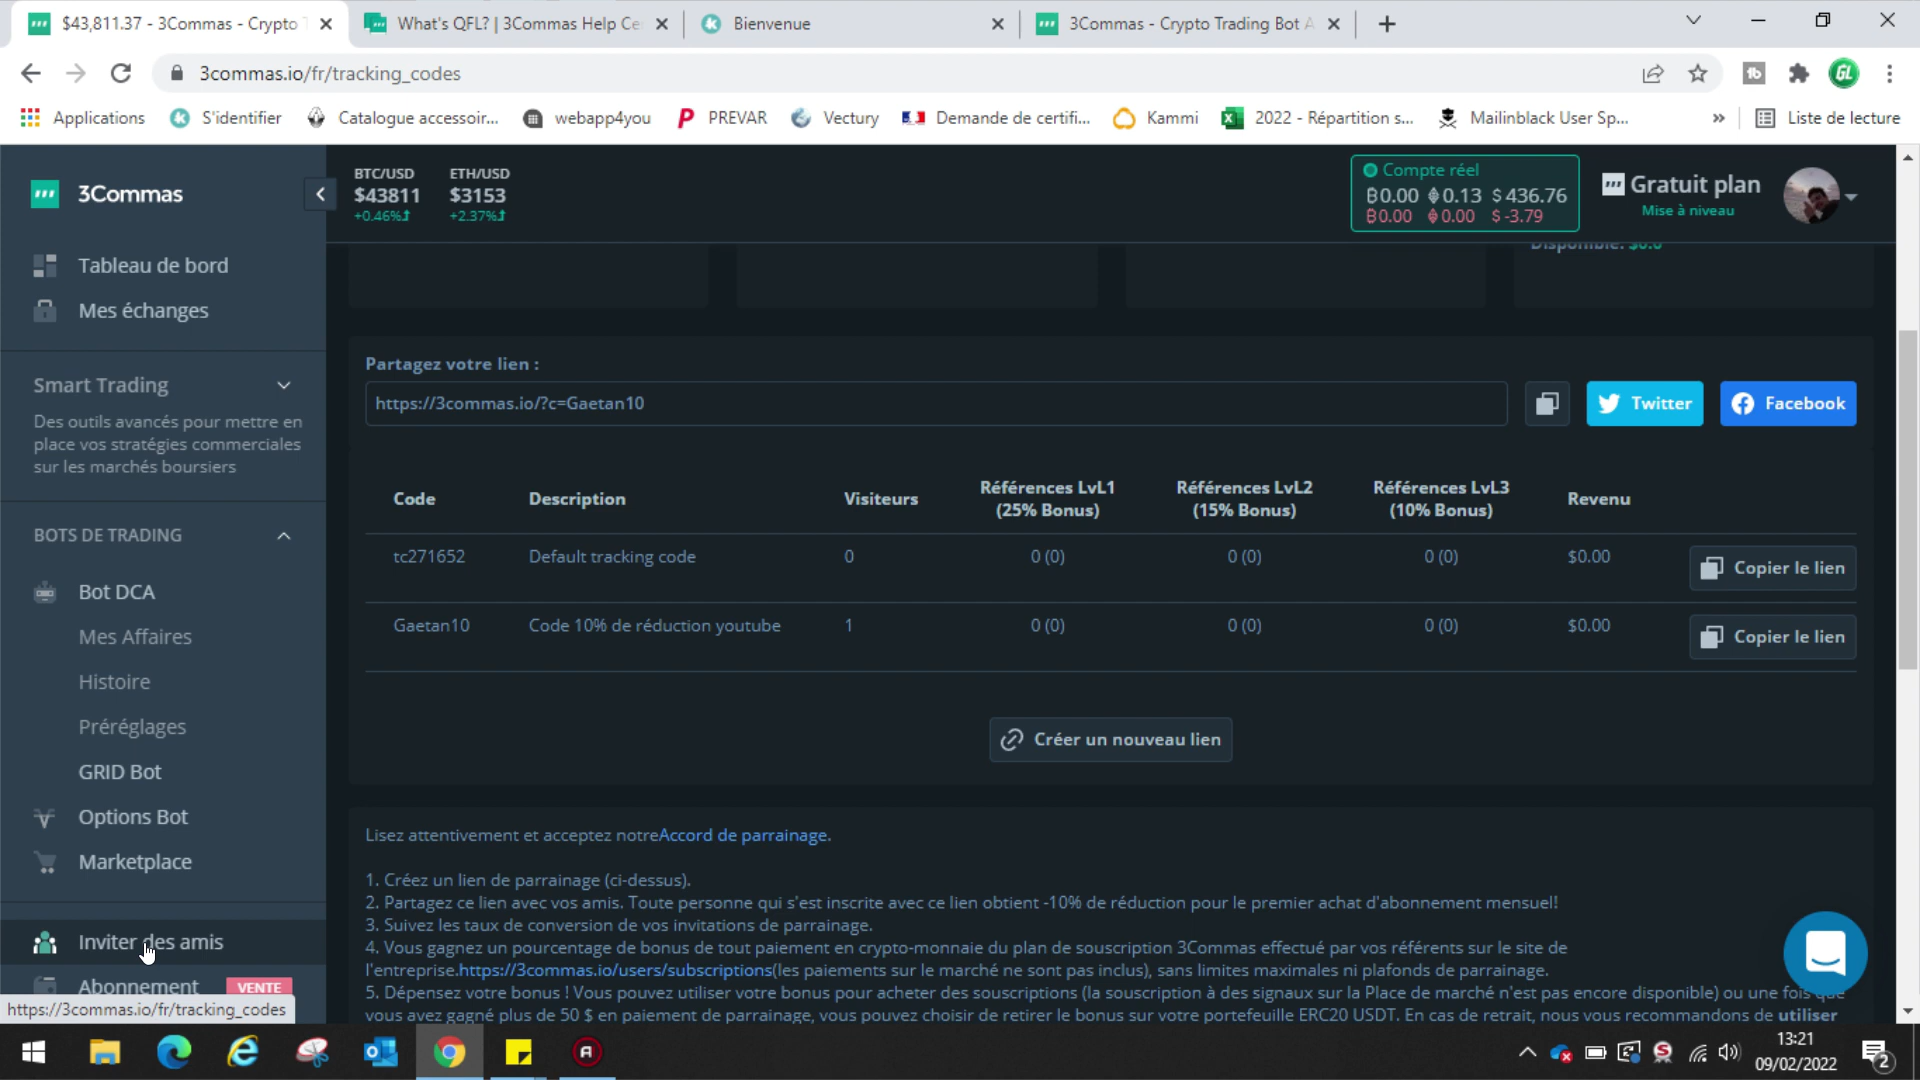 $43,811.37 - 3Commas - Crypto T
What's QFL? | 3Commas Help Ce
Bienvenue
3Commas - Crypto Trading Bot A
3commas.io/fr/tracking_codes
Applications
S'identifier
Catalogue accessoir...
webapp4you
PREVAR
Vectury
Demande de certifi...
Kammi
2022 - Répartition s...
Mailinblack User Sp...
»
Liste de lecture
3Commas
BTC/USD
$43811
+0.46%
ETH/USD
$3153
+2.37%
Compte réel
0.00 0.13 $ 436.76
0.00 0.00 $ -3.79
Gratuit plan
Mise à niveau
Disponible: $0.0
Tableau de bord
Mes échanges
Smart Trading
Des outils avancés pour mettre en
place vos stratégies commerciales
sur les marchés boursiers
BOTS DE TRADING
Bot DCA
Mes Affaires
Histoire
Préréglages
GRID Bot
Options Bot
Marketplace
Inviter des amis
Abonnement
VENTE
https://3commas.io/fr/tracking_codes
Partagez votre lien :
https://3commas.io/?c=Gaetan10
Twitter
Facebook
Code
Description
Visiteurs
Références LvL1
(25% Bonus)
Références LvL2
(15% Bonus)
Références LvL3
(10% Bonus)
Revenu
tc271652
Default tracking code
0
0 (0)
0 (0)
0 (0)
$0.00
Copier le lien
Gaetan10
Code 10% de réduction youtube
1
0 (0)
0 (0)
0 (0)
$0.00
Copier le lien
Créer un nouveau lien
Lisez attentivement et acceptez notreAccord de parrainage.
1. Créez un lien de parrainage (ci-dessus).
2. Partagez ce lien avec vos amis. Toute personne qui s'est inscrite avec ce lien obtient -10% de réduction pour le premier achat d'abonnement mensuel!
3. Suivez les taux de conversion de vos invitations de parrainage.
4. Vous gagnez un pourcentage de bonus de tout paiement en crypto-monnaie du plan de souscription 3Commas effectué par vos référents sur le site de
l'entreprise.https://3commas.io/users/subscriptions(les paiements sur le marché ne sont pas inclus), sans limites maximales ni plafonds de parrainage.
5. Dépensez votre bonus ! Vous pouvez utiliser votre bonus pour acheter des souscriptions (la souscription à des signaux sur la Place de marché n'est pas encore disponible) ou une fois que
vous avez gagné plus de 50 $ en paiement de parrainage, vous pouvez choisir de retirer le bonus sur votre portefeuille ERC20 USDT. En cas de retrait, nous vous recommandons de utiliser
13:21
09/02/2022
2